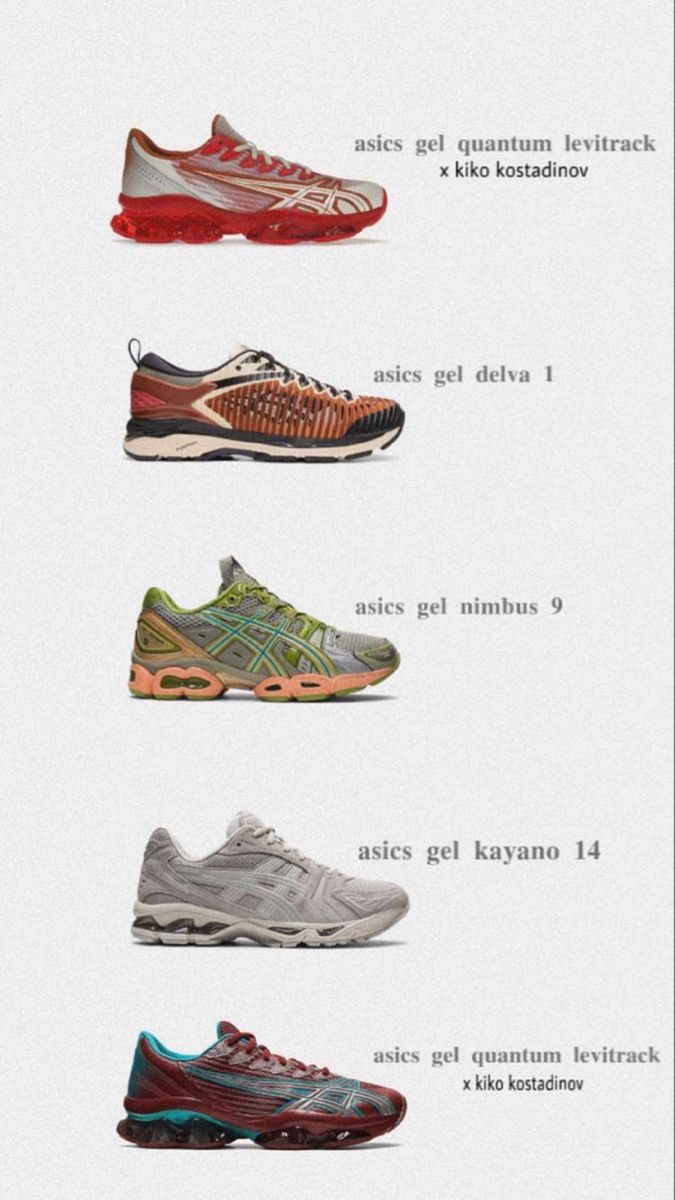 asics gel quantum levitrack
x kiko kostadinov
asics gel delva 1
asics gel nimbus 9
asics gel kayano 14
asics gel quantum levitrack
x kiko kostadinov